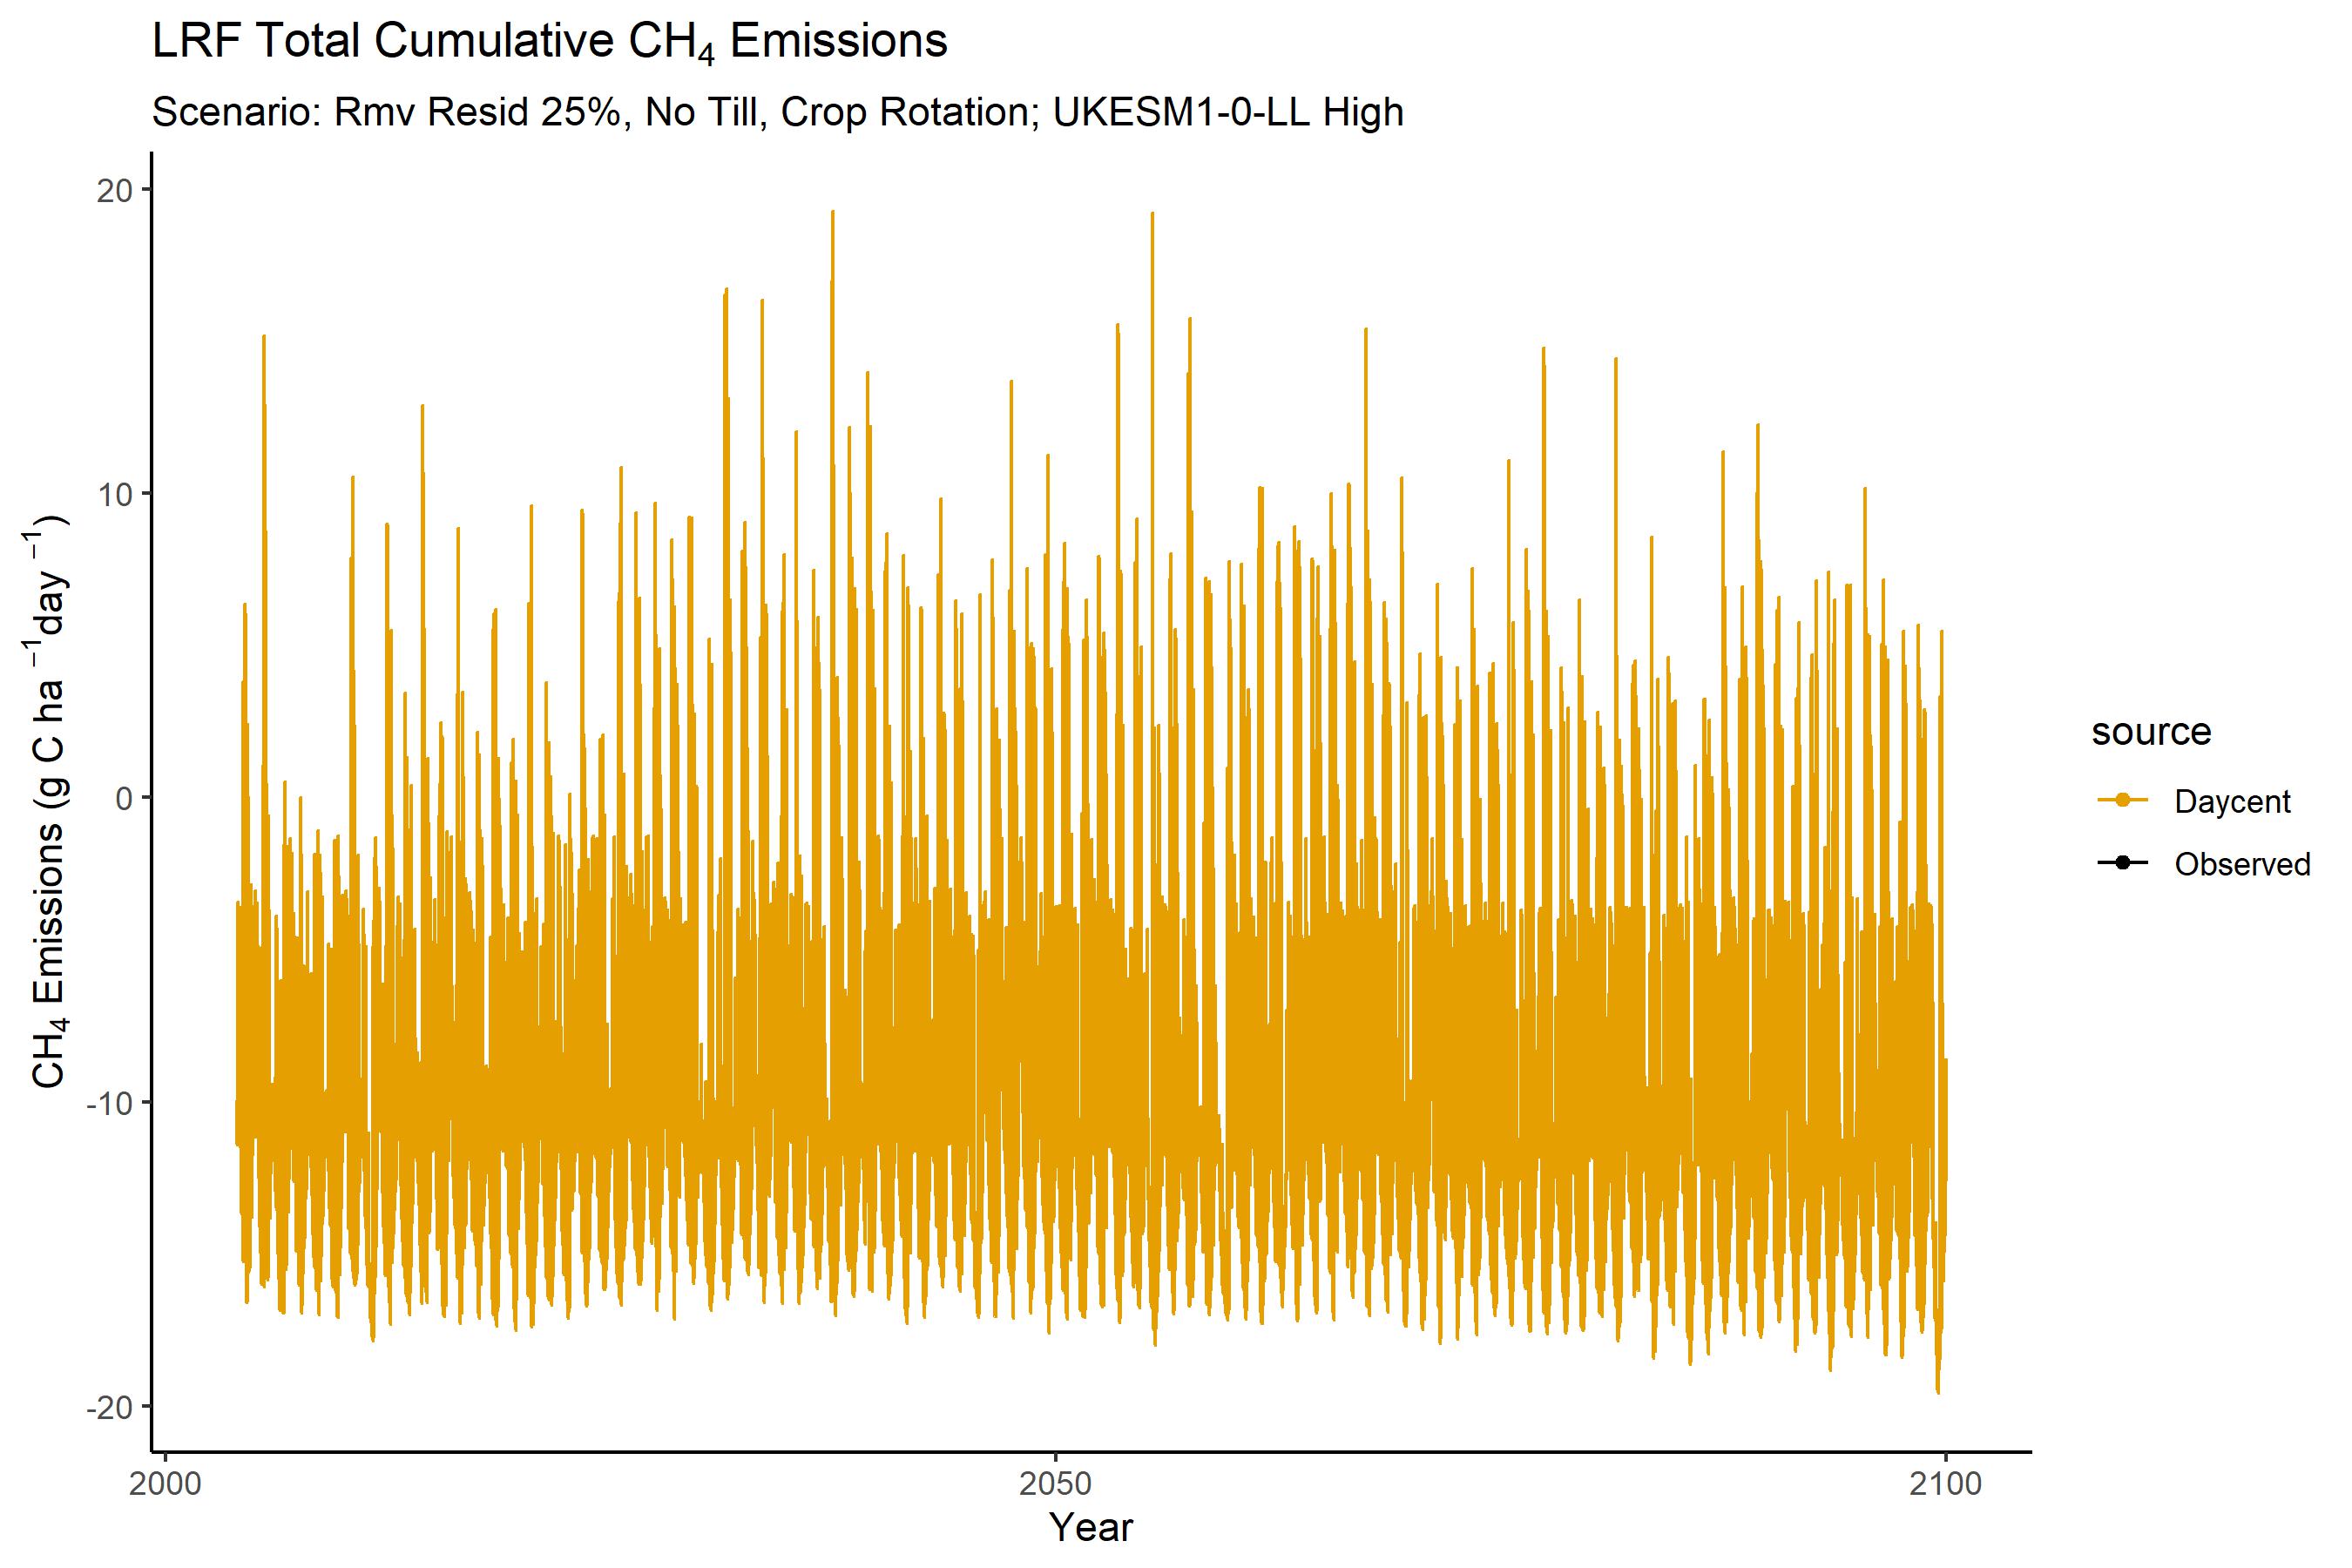 LRF Total Cumulative CH₄ Emissions
Scenario: Rmv Resid 25%, No Till, Crop Rotation; UKESM1-0-LL High
CH₄ Emissions (g C ha ⁻¹day ⁻¹)
20
10
0
-10
-20
2000
2050
2100
Year
source
Daycent
Observed